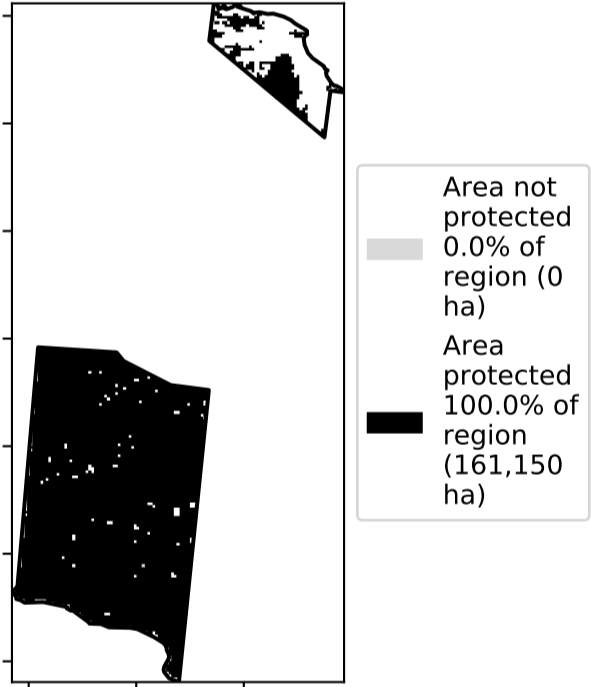 Area not
protected
0.0% of
region (0
ha)
Area
protected
100.0% of
region
(161,150
ha)